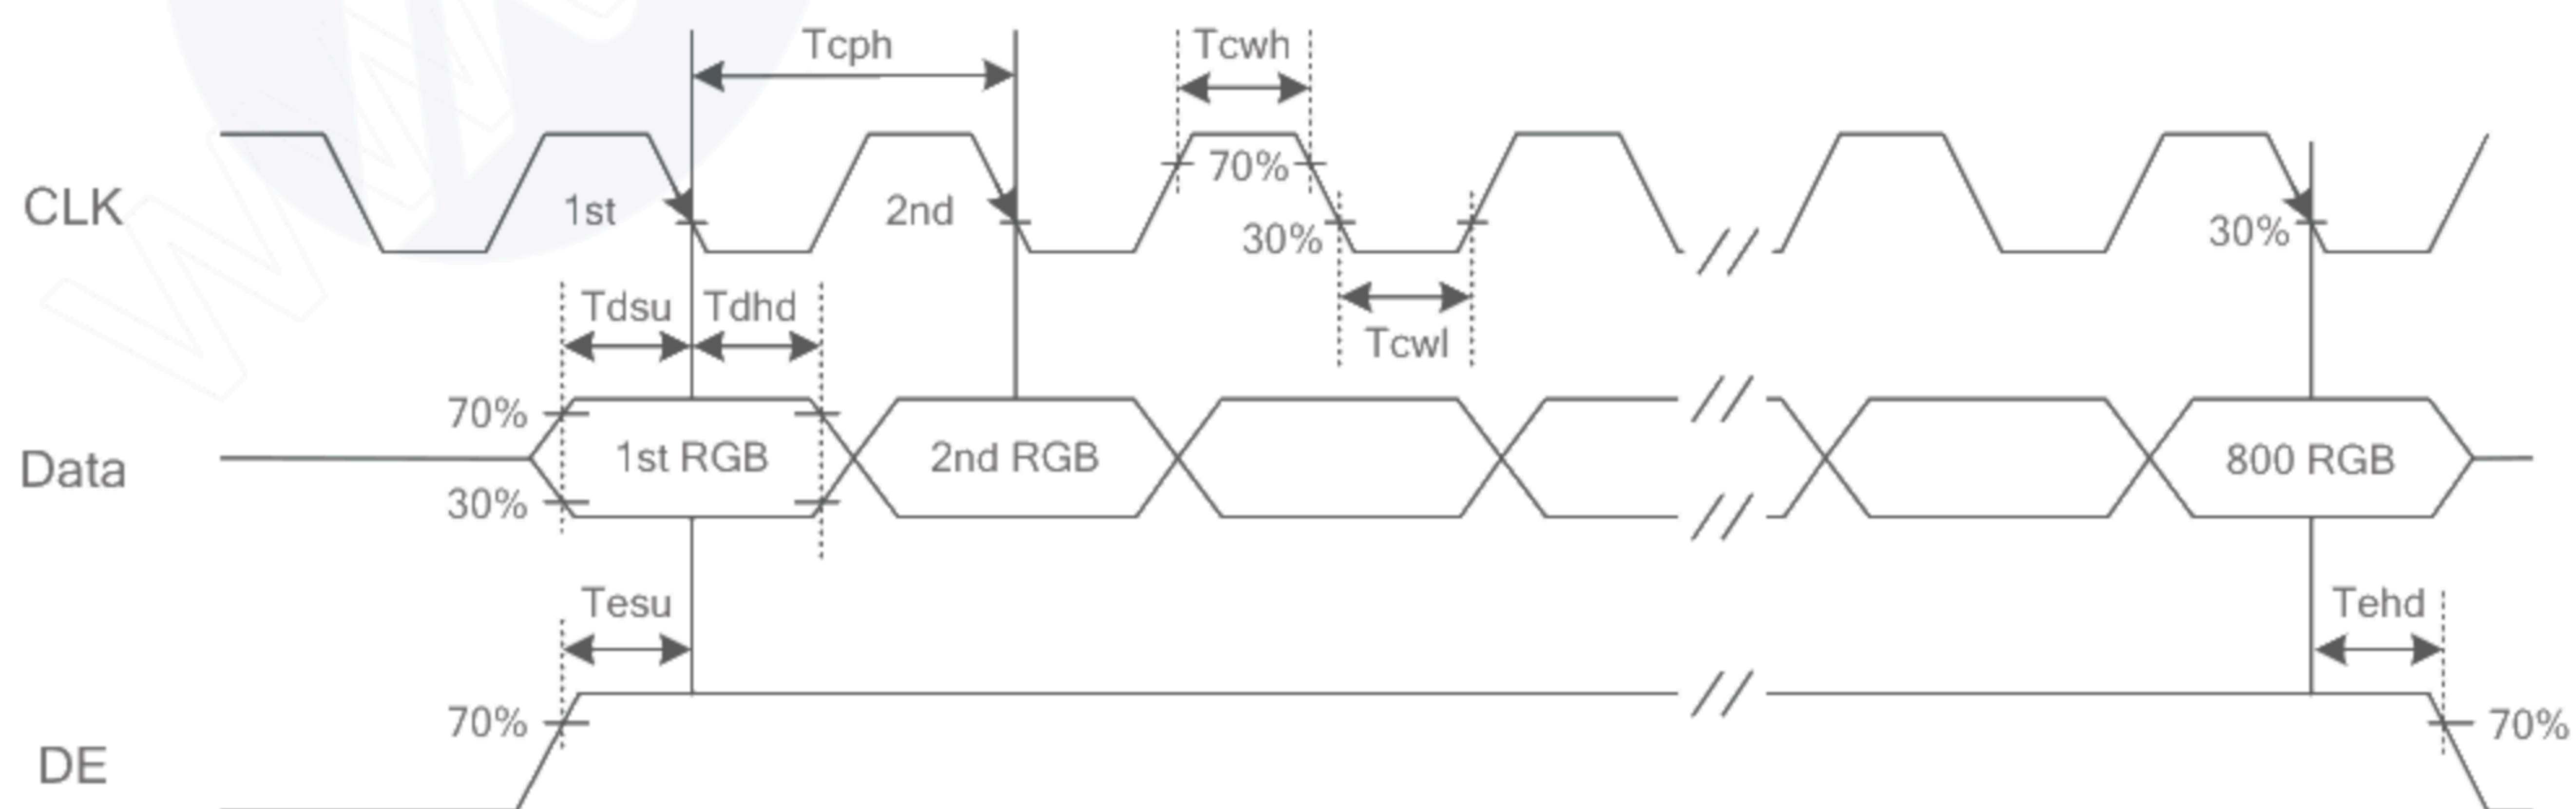 Tcph Tcwh
CLK 1st 2nd 70% 30% 30%
Tdsu Tdhd Tcwl
70%
Data 1st RGB 2nd RGB 800 RGB
30%
Tesu Tehd
70% 70%
DE